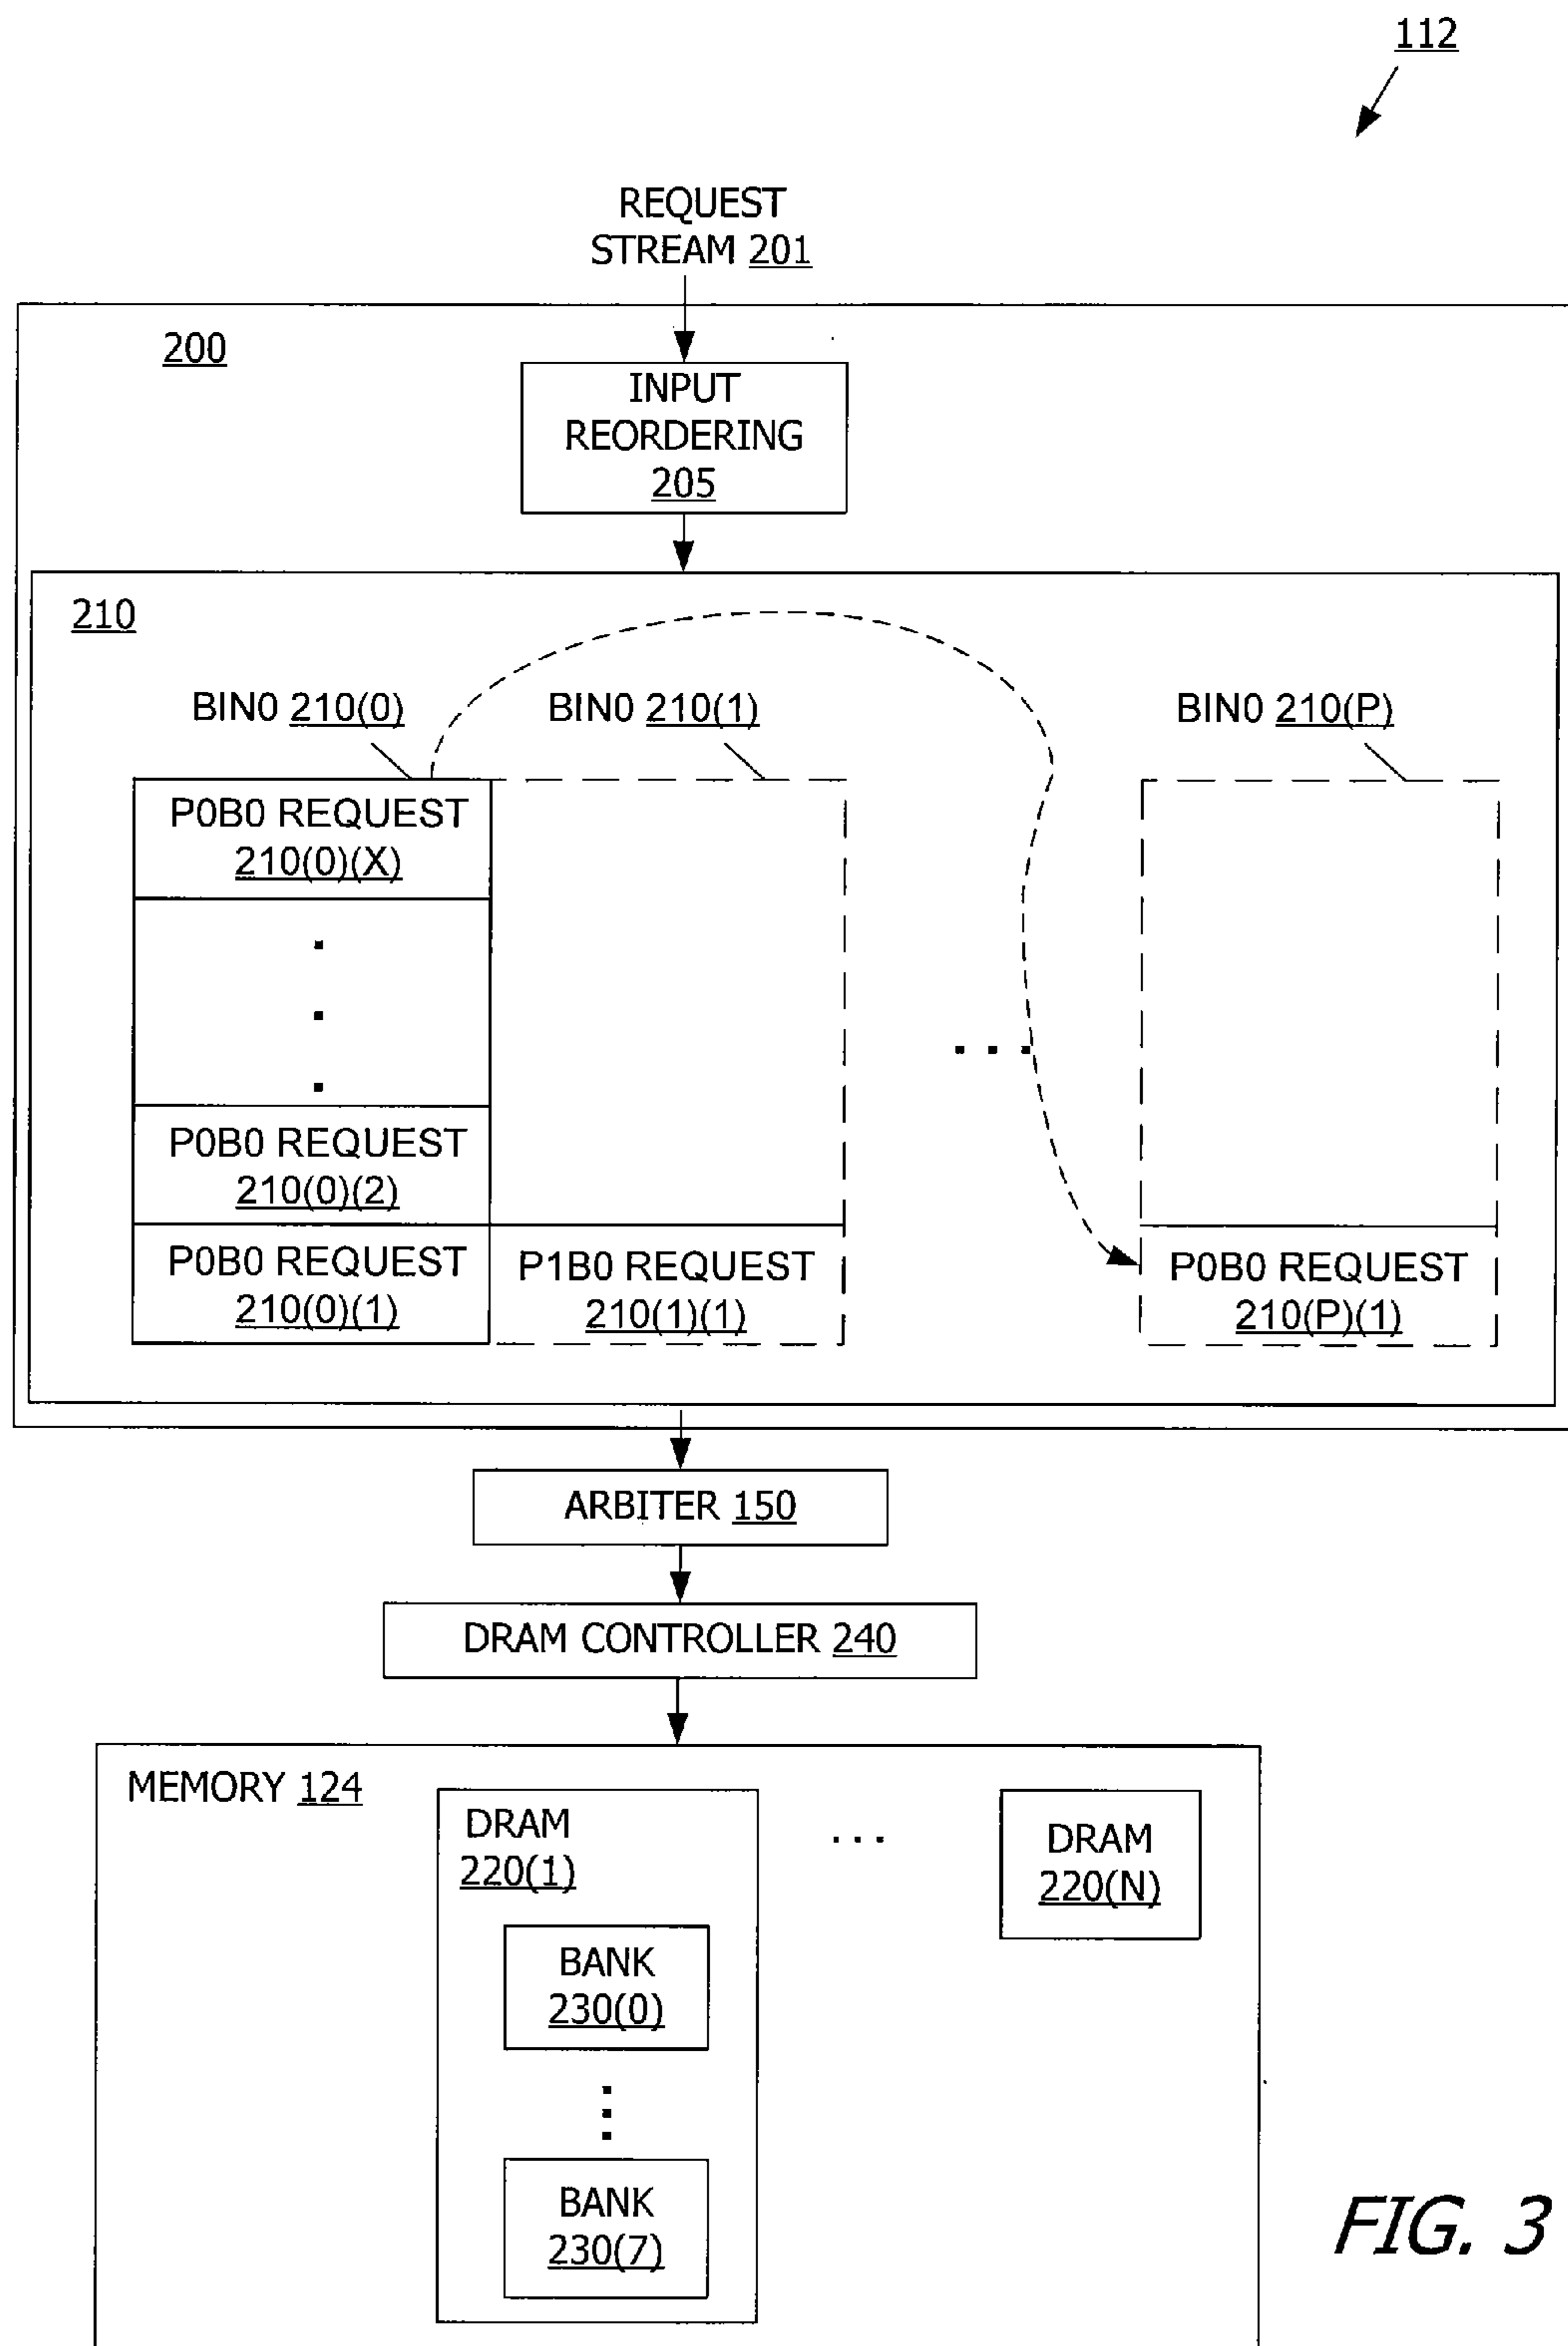 112
REQUEST
STREAM 201
200
INPUT
REORDERING
205
210
BIN0 210(0)
BIN0 210(1)
BIN0 210(P)
P0B0 REQUEST
210(0)(X)
P0B0 REQUEST
210(0)(2)
P0B0 REQUEST
210(0)(1)
P1B0 REQUEST
210(1)(1)
P0B0 REQUEST
210(P)(1)
ARBITER 150
DRAM CONTROLLER 240
MEMORY 124
DRAM
220(1)
DRAM
220(N)
BANK
230(0)
BANK
230(7)
FIG. 3